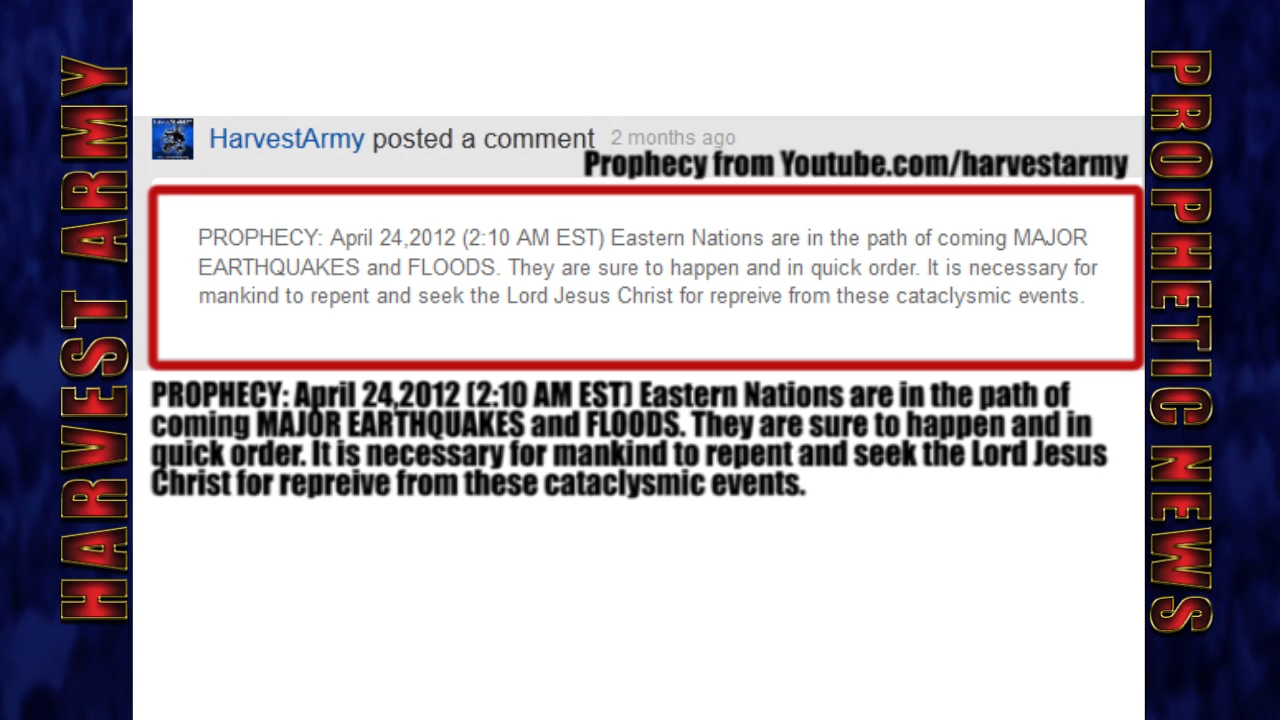 HARVEST ARMY
HarvestArmy posted a comment 2 months ago
Prophecy from Youtube.com/harvestarmy
PROPHECY: April 24,2012 (2:10 AM EST) Eastern Nations are in the path of coming MAJOR
EARTHQUAKES and FLOODS. They are sure to happen and in quick order. It is necessary for
mankind to repent and seek the Lord Jesus Christ for repreive from these cataclysmic events.
PROPHECY: April 24,2012 (2:10 AM EST) Eastern Nations are in the path of
coming MAJOR EARTHQUAKES and FLOODS. They are sure to happen and in
quick order. It is necessary for mankind to repent and seek the Lord Jesus
Christ for repreive from these cataclysmic events.
PROPHETIC NEWS